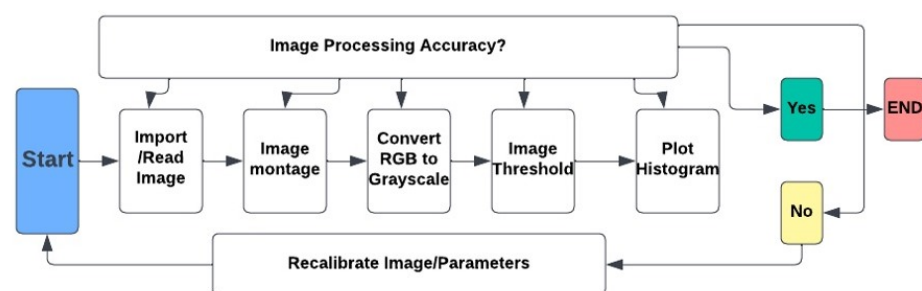 Image Processing Accuracy?
Start
Import
/Read
Image
Image
montage
Convert
RGB to
Grayscale
Image
Threshold
Plot
Histogram
Yes
END
No
Recalibrate Image/Parameters